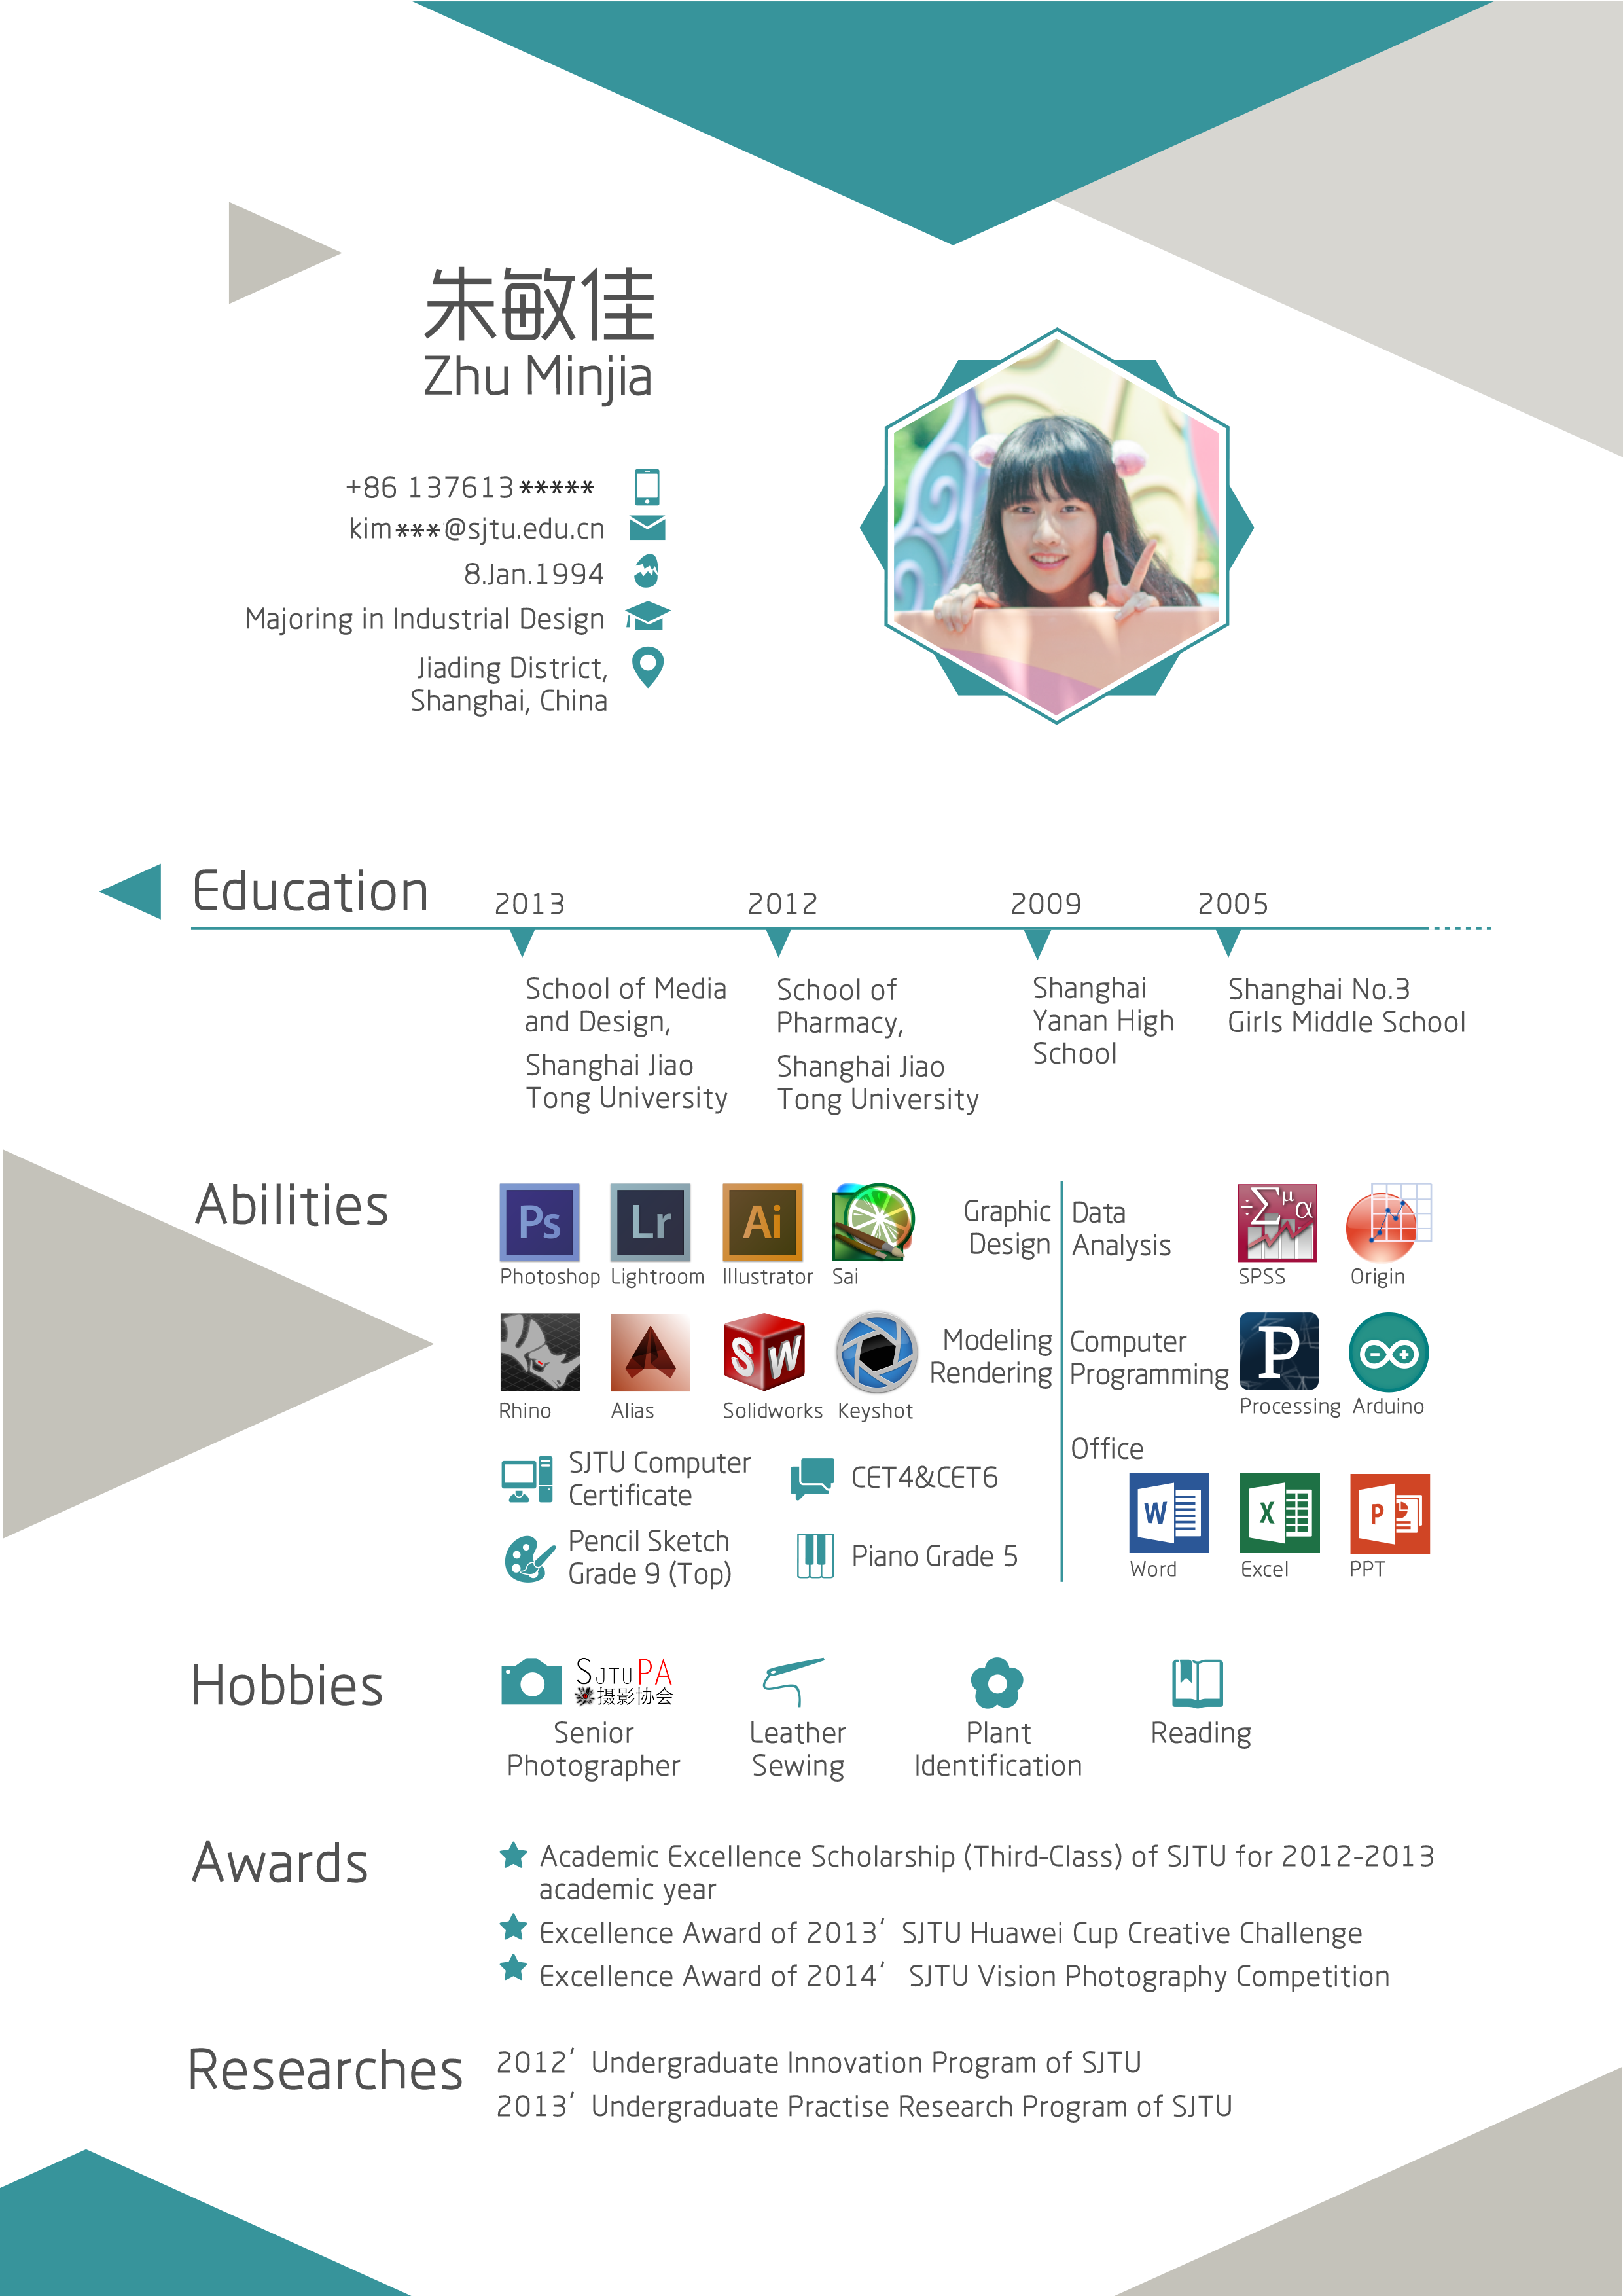 朱敏佳
Zhu Minjia
+86 137613*****
kim***@sjtu.edu.cn
8.Jan.1994
Majoring in Industrial Design
Jiading District,
Shanghai, China
Education
2013
2012
2009
2005
School of Media
and Design,
Shanghai Jiao
Tong University
School of
Pharmacy,
Shanghai Jiao
Tong University
Shanghai
Yanan High
School
Shanghai No.3
Girls Middle School
Abilities
Ps
Lr
Ai
Photoshop
Lightroom
Illustrator
Sai
Graphic
Design
Data
Analysis
÷Σμα
SPSS
Origin
Rhino
Alias
SW
Solidworks
Keyshot
Modeling
Rendering
Computer
Programming
P
Processing
Arduino
SJTU Computer
Certificate
CET4&CET6
Pencil Sketch
Grade 9 (Top)
Piano Grade 5
Office
W
X
P
Word
Excel
PPT
Hobbies
SJTUPA
摄影协会
Senior
Photographer
Leather
Sewing
Plant
Identification
Reading
Awards
Academic Excellence Scholarship (Third-Class) of SJTU for 2012-2013
academic year
Excellence Award of 2013' SJTU Huawei Cup Creative Challenge
Excellence Award of 2014' SJTU Vision Photography Competition
Researches
2012' Undergraduate Innovation Program of SJTU
2013' Undergraduate Practise Research Program of SJTU